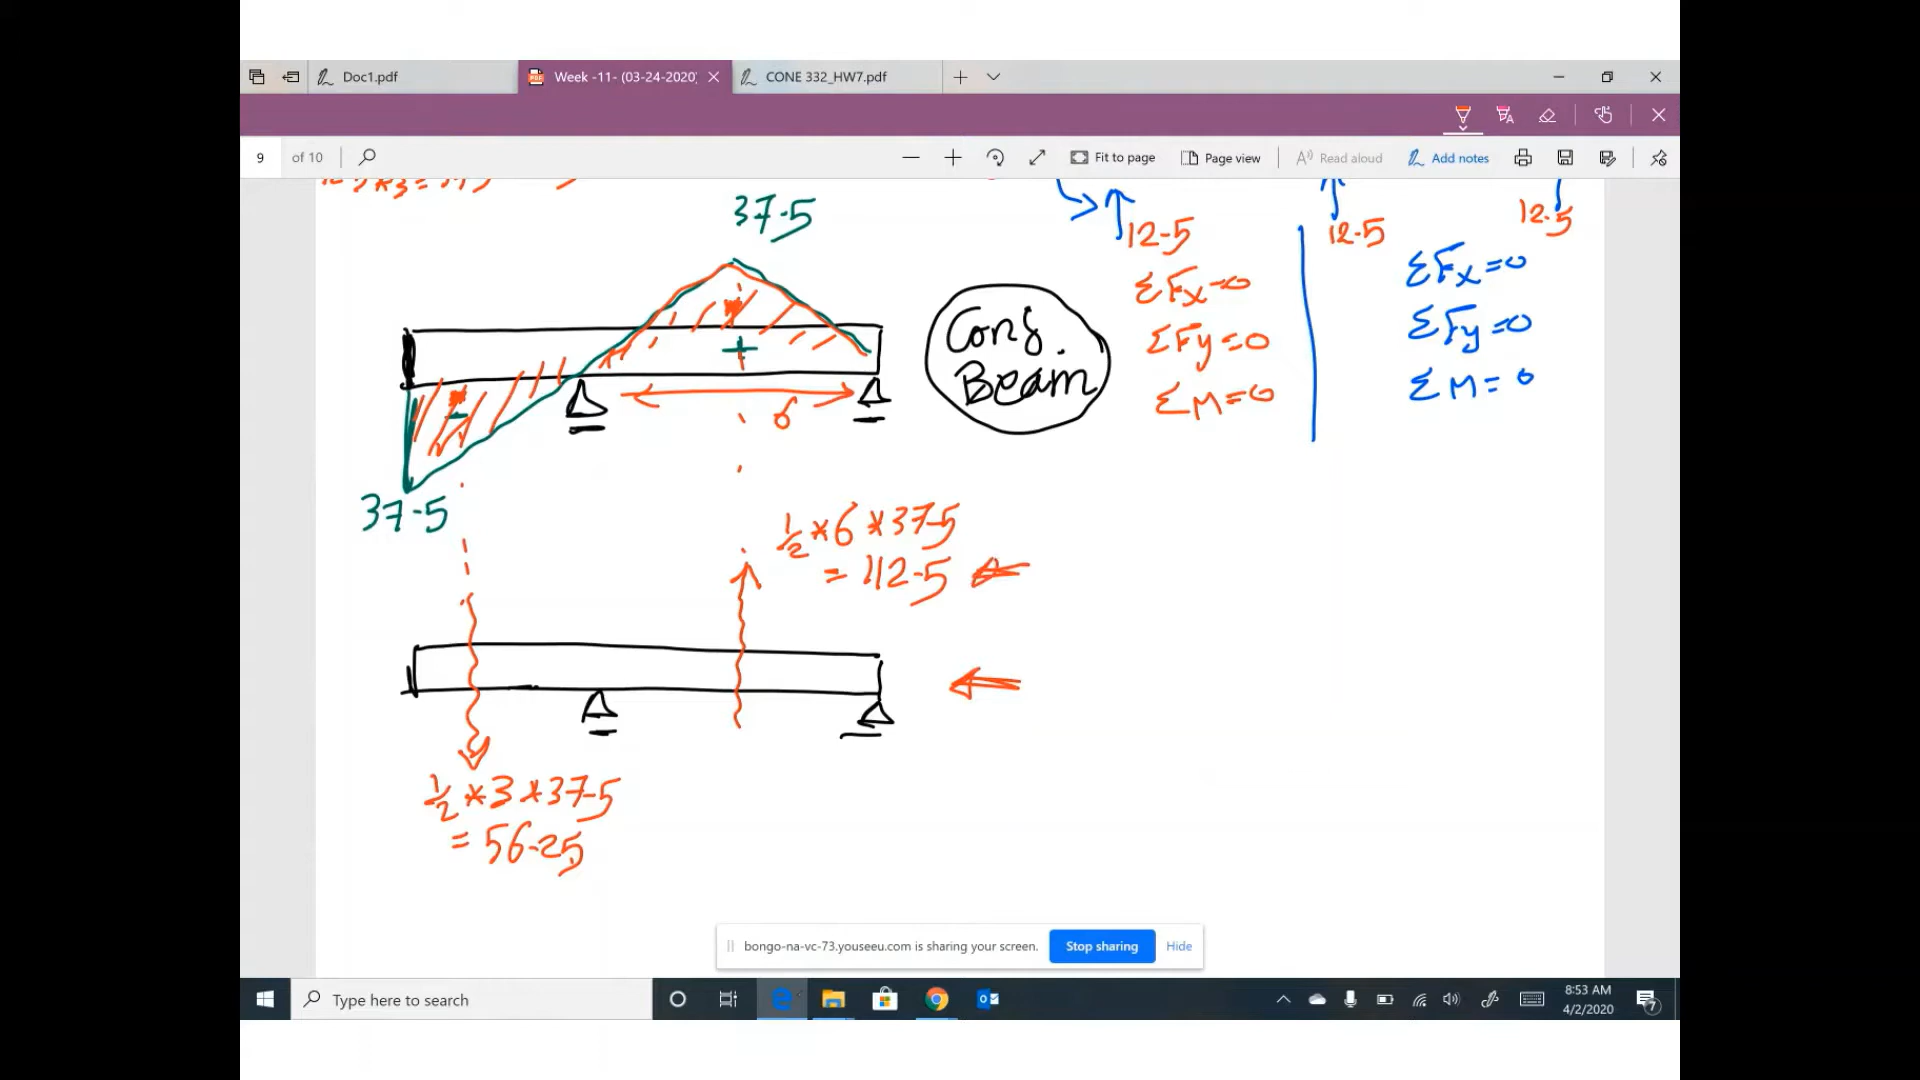 Doc1.pdf
Week -11- (03-24-2020)
CONE 332_HW7.pdf
9 of 10
Fit to page
Page view
Read aloud
Add notes
37.5
12.5
12.5
12.5
ΣFx=0
ΣFy=0
ΣM=0
ΣFx=0
ΣFy=0
ΣM=0
Conj.
Beam
+
-
6
37.5
1/2 * 6 * 37.5
= 112.5
1/2 * 3 * 37.5
= 56.25
bongo-na-vc-73.youseeu.com is sharing your screen.
Stop sharing
Hide
Type here to search
8:53 AM
4/2/2020
7